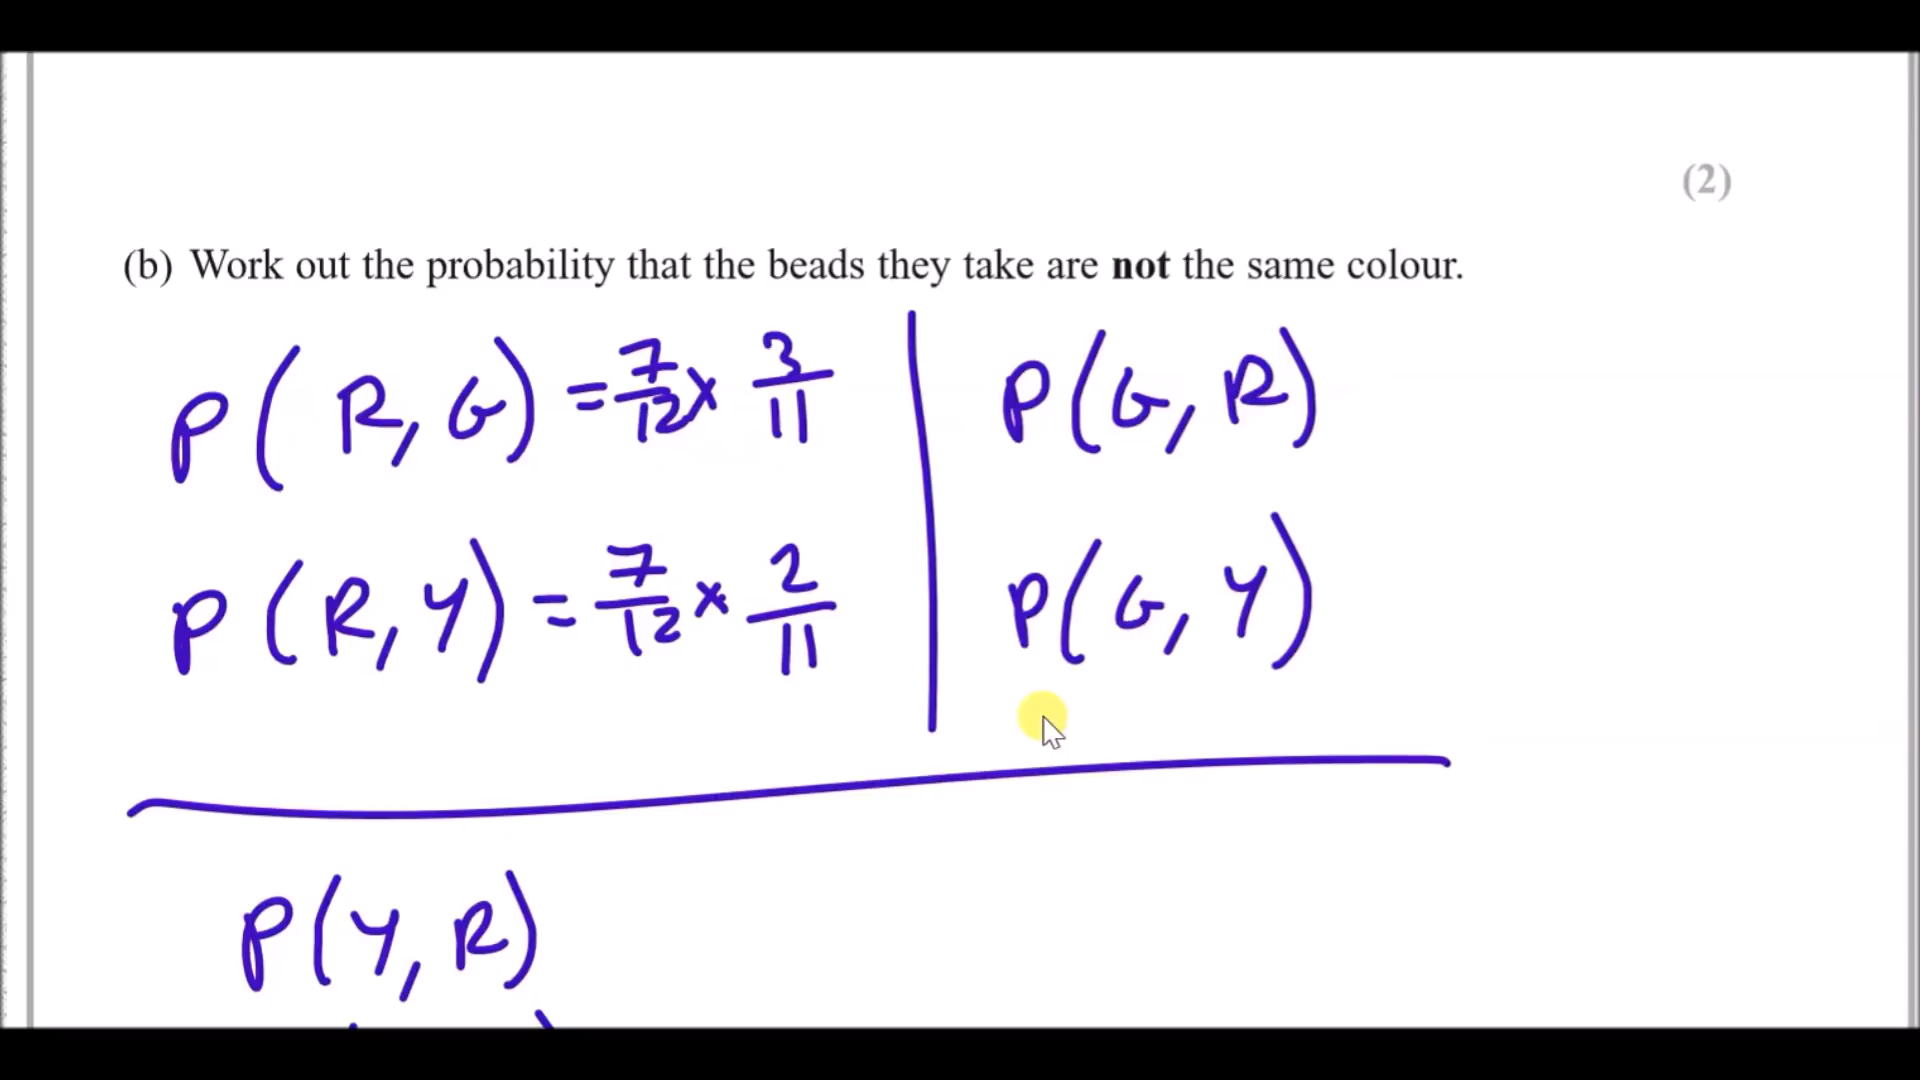 (2)
(b) Work out the probability that the beads they take are not the same colour.
P( R, G) = 7/12 × 3/11
P(G, R)
P( R, Y) = 7/12 × 2/11
P(G, Y)
P(Y, R)